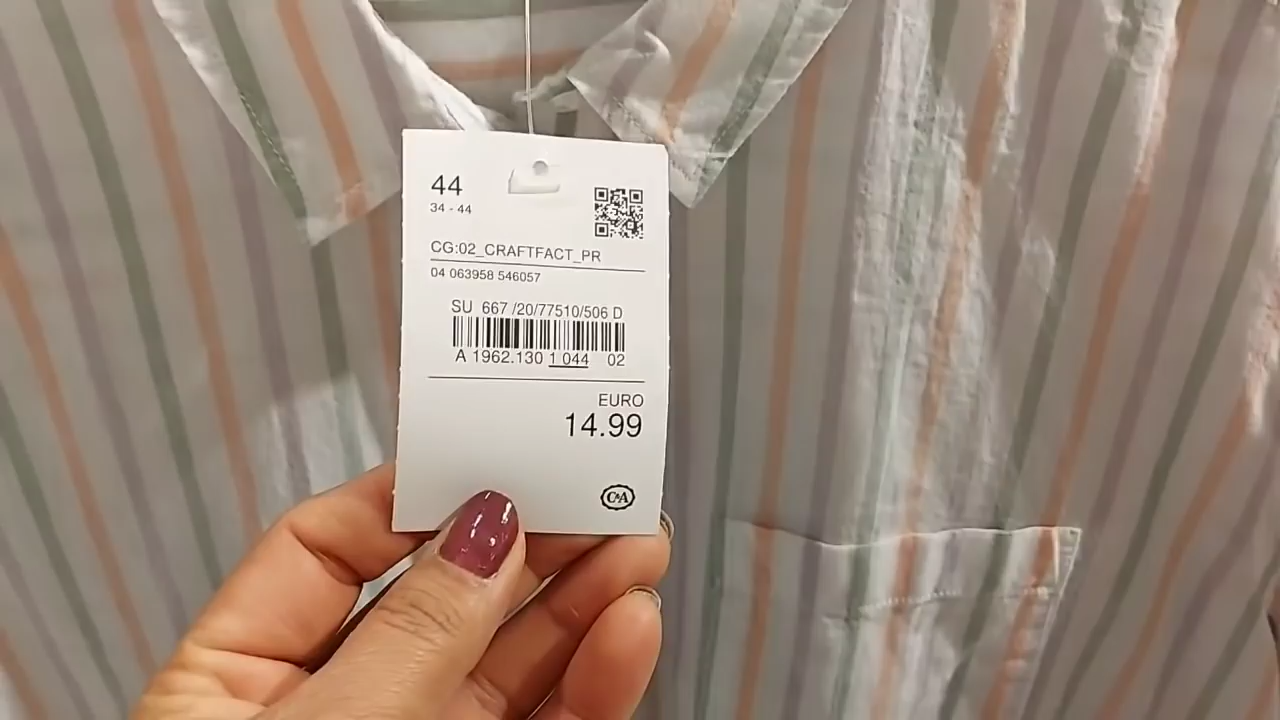 44
34 - 44
CG:02_CRAFTFACT_PR
04 063958 546057
SU 667 /20/77510/506 D
A 1962.130 1 044 02
EURO
14.99
C&A